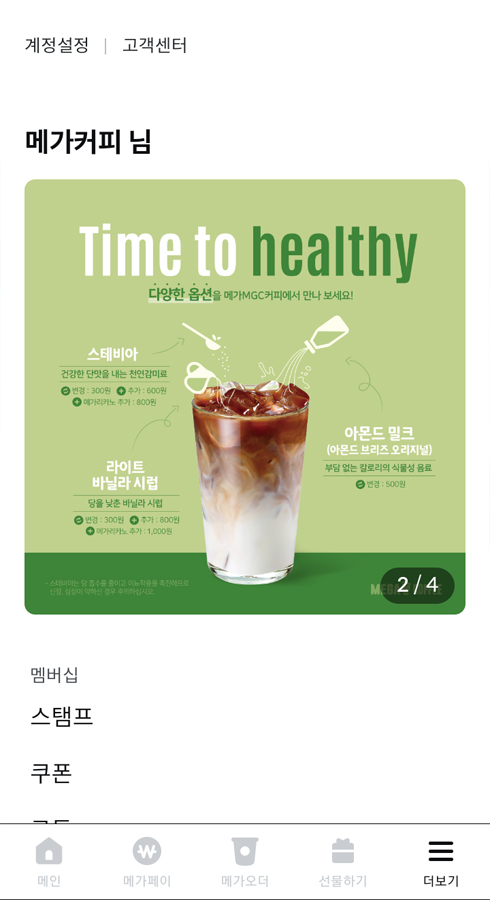 계정설정 | 고객센터
메가커피 님
Time to healthy
다양한 옵션을 메가MGC커피에서 만나 보세요!
스테비아
건강한 단맛을 내는 천연감미료
변경 : 300원 추가 : 600원
메가리카노 추가 : 800원
라이트
바닐라 시럽
당을 낮춘 바닐라 시럽
변경 : 300원 추가 : 800원
메가리카노 추가 : 1,000원
아몬드 밀크
(아몬드 브리즈 오리지널)
부담 없는 칼로리의 식물성 음료
변경 : 500원
2 / 4
멤버십
스탬프
쿠폰
메인
메가페이
메가오더
선물하기
더보기